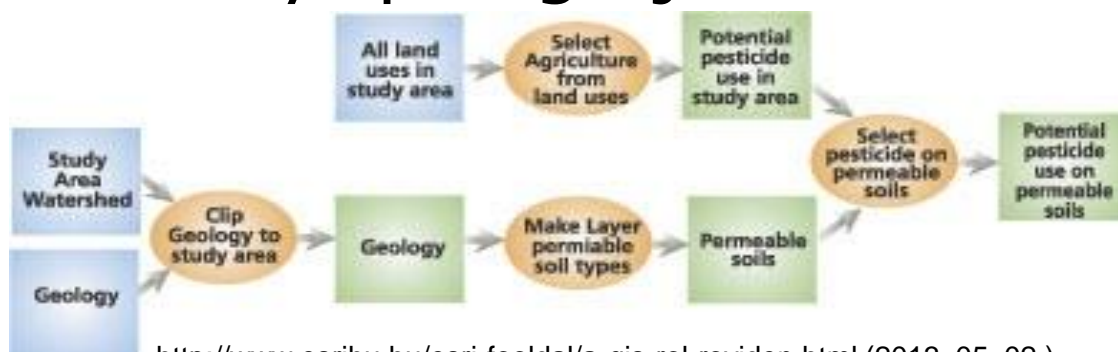 All land
uses in
study area
Select
Agriculture
from
land uses
Potential
pesticide
use in
study area
Study
Area
Watershed
Geology
Clip
Geology to
study area
Geology
Make Layer
permiable
soil types
Permeable
soils
Select
pesticide on
permeable
soils
Potential
pesticide
use on
permeable
soils